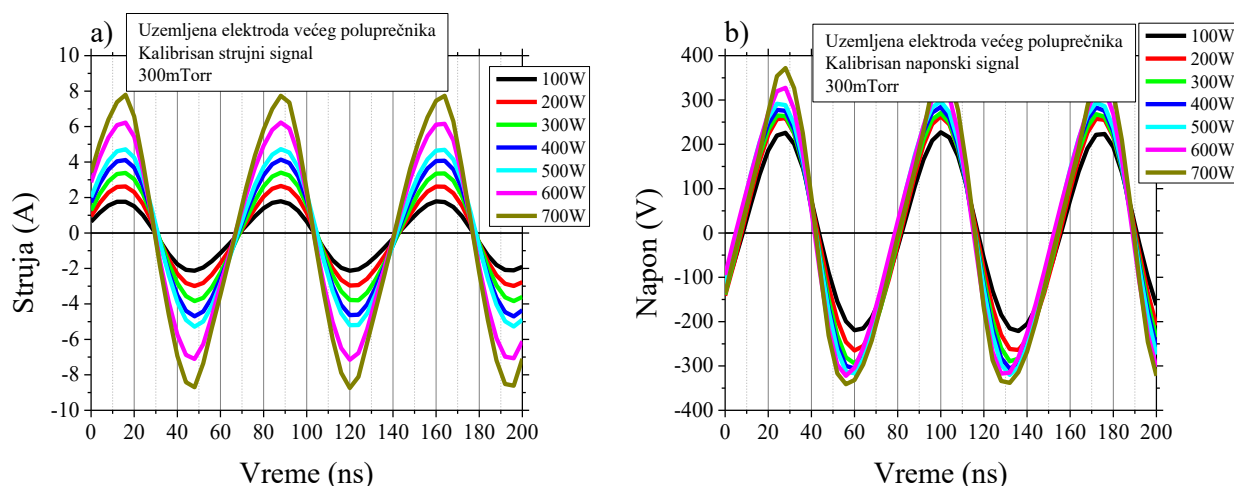 a)
Uzemljena elektroda većeg poluprečnika
Kalibrisan strujni signal
300mTorr
100W
200W
300W
400W
500W
600W
700W
Struja (A)
10
8
6
4
2
0
-2
-4
-6
-8
-10
0 20 40 60 80 100 120 140 160 180 200
Vreme (ns)
b)
Uzemljena elektroda većeg poluprečnika
Kalibrisan naponski signal
300mTorr
100W
200W
300W
400W
500W
600W
700W
Napon (V)
400
300
200
100
0
-100
-200
-300
-400
0 20 40 60 80 100 120 140 160 180 200
Vreme (ns)